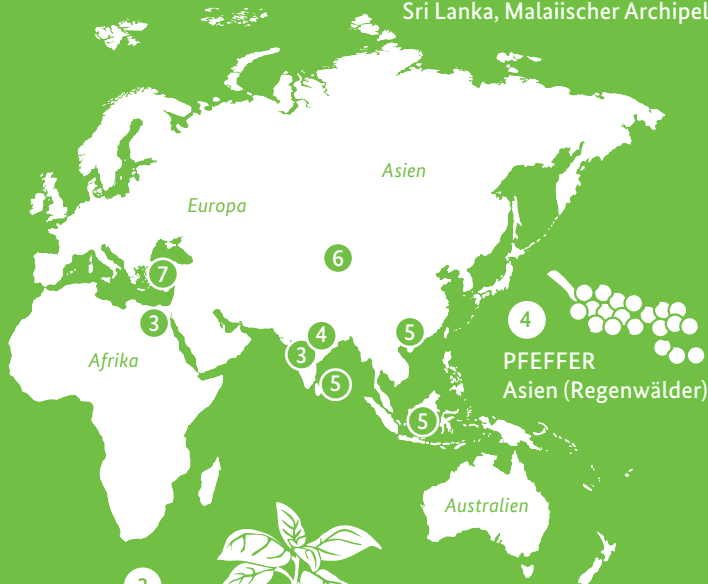 Sri Lanka, Malaiischer Archipel
Asien
Europa
6
7
3
4
5
4
3
5
5
PFEFFER
Asien (Regenwälder)
Afrika
Australien